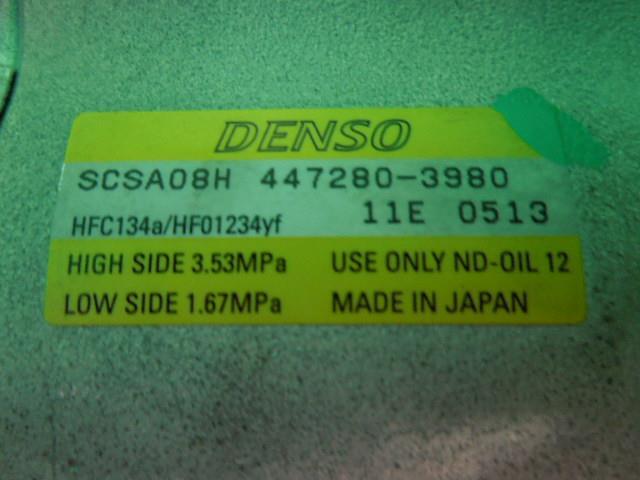 DENSO
SCSA08H 447280-3980
HFC134a/HF01234yf 11E 0513
HIGH SIDE 3.53MPa USE ONLY ND-OIL 12
LOW SIDE 1.67MPa MADE IN JAPAN